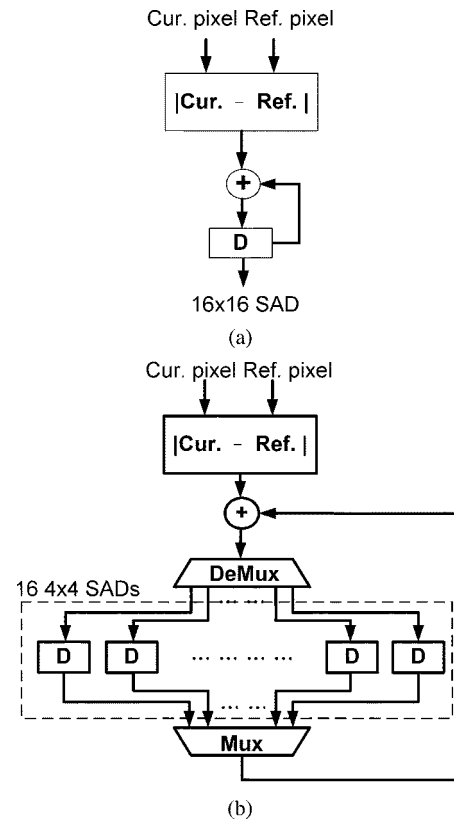 Cur. pixel Ref. pixel
|Cur. - Ref. |
+
D
16x16 SAD
(a)
Cur. pixel Ref. pixel
|Cur. - Ref. |
+
DeMux
16 4x4 SADs
... ...
D D ... ... ... ... D D
... ...
Mux
(b)